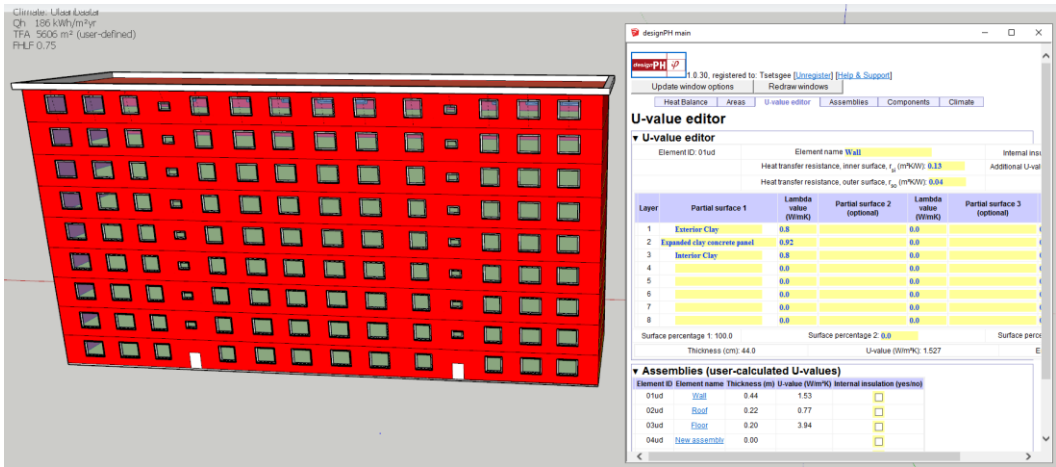 Climate: Ulaanbaatar
Qh 186 kWh/m²yr
TFA 5606 m² (user-defined)
FHLF 0.75
designPH main
designPH φ
1.0.30, registered to: Tsetsgee [Unregister] [Help & Support]
Update window options Redraw windows
Heat Balance Areas U-value editor Assemblies Components Climate
U-value editor
▼ U-value editor
Element ID: 01ud Element name Wall Internal insu
Heat transfer resistance, inner surface, r_si (m²K/W): 0.13 Additional U-val
Heat transfer resistance, outer surface, r_so (m²K/W): 0.04
Layer Partial surface 1 Lambda value (W/mK) Partial surface 2 (optional) Lambda value (W/mK) Partial surface 3 (optional)
1 Exterior Clay 0.8 0.0
2 Expanded clay concrete panel 0.92 0.0
3 Interior Clay 0.8 0.0
4 0.0 0.0
5 0.0 0.0
6 0.0 0.0
7 0.0 0.0
8 0.0 0.0
Surface percentage 1: 100.0 Surface percentage 2: 0.0 Surface perce
Thickness (cm): 44.0 U-value (W/m²K): 1.527 E
▼ Assemblies (user-calculated U-values)
Element ID Element name Thickness (m) U-value (W/m²K) Internal insulation (yes/no)
01ud Wall 0.44 1.53
02ud Roof 0.22 0.77
03ud Floor 0.20 3.94
04ud New assembly 0.00